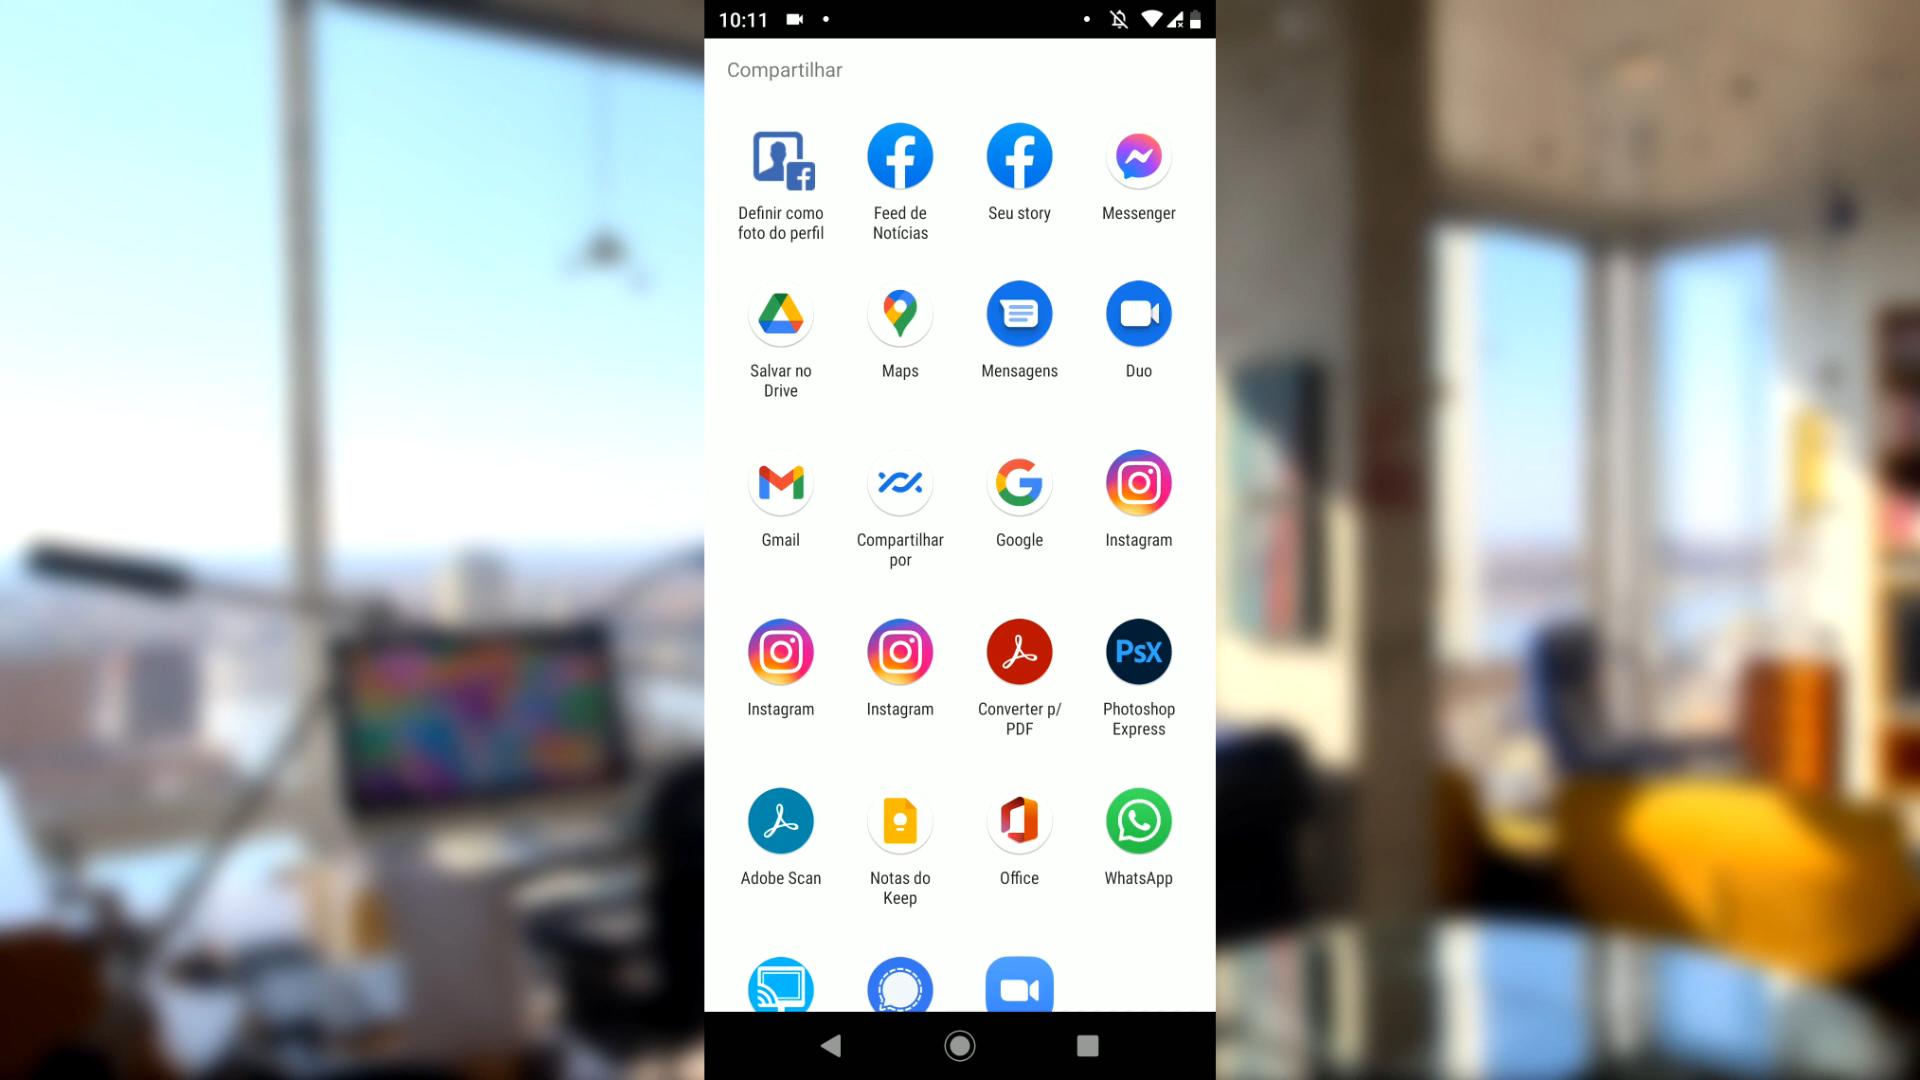 10:11
Compartilhar
Definir como
foto do perfil
Feed de
Notícias
Seu story
Messenger
Salvar no
Drive
Maps
Mensagens
Duo
Gmail
Compartilhar
por
Google
Instagram
Instagram
Instagram
Converter p/
PDF
PsX
Photoshop
Express
Adobe Scan
Notas do
Keep
Office
WhatsApp